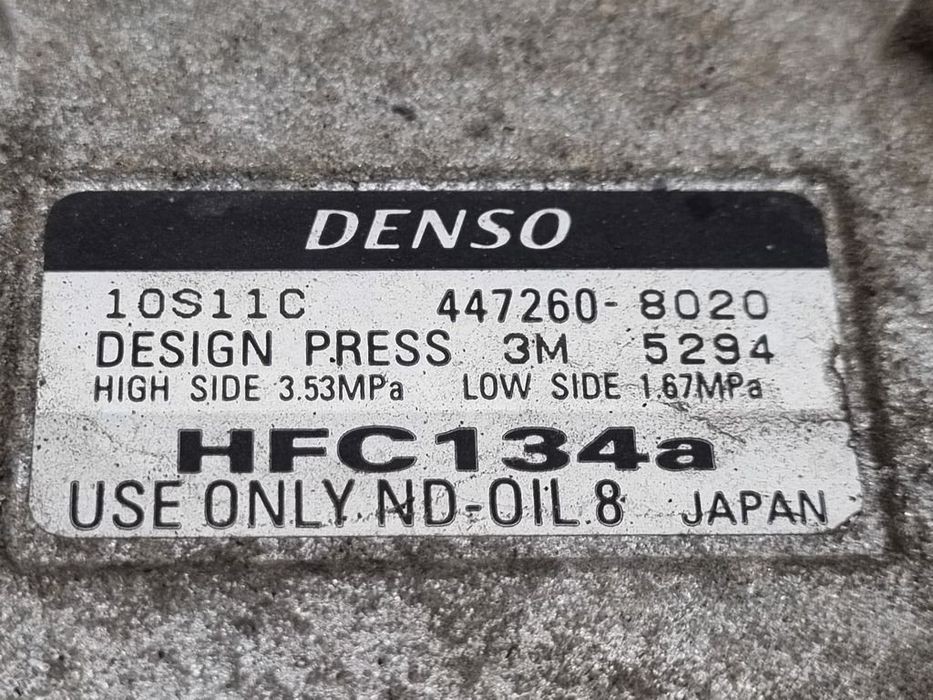 DENSO
10S11C 447260-8020
DESIGN PRESS 3M 5294
HIGH SIDE 3.53MPa LOW SIDE 1.67MPa
HFC134a
USE ONLY ND-OIL 8 JAPAN